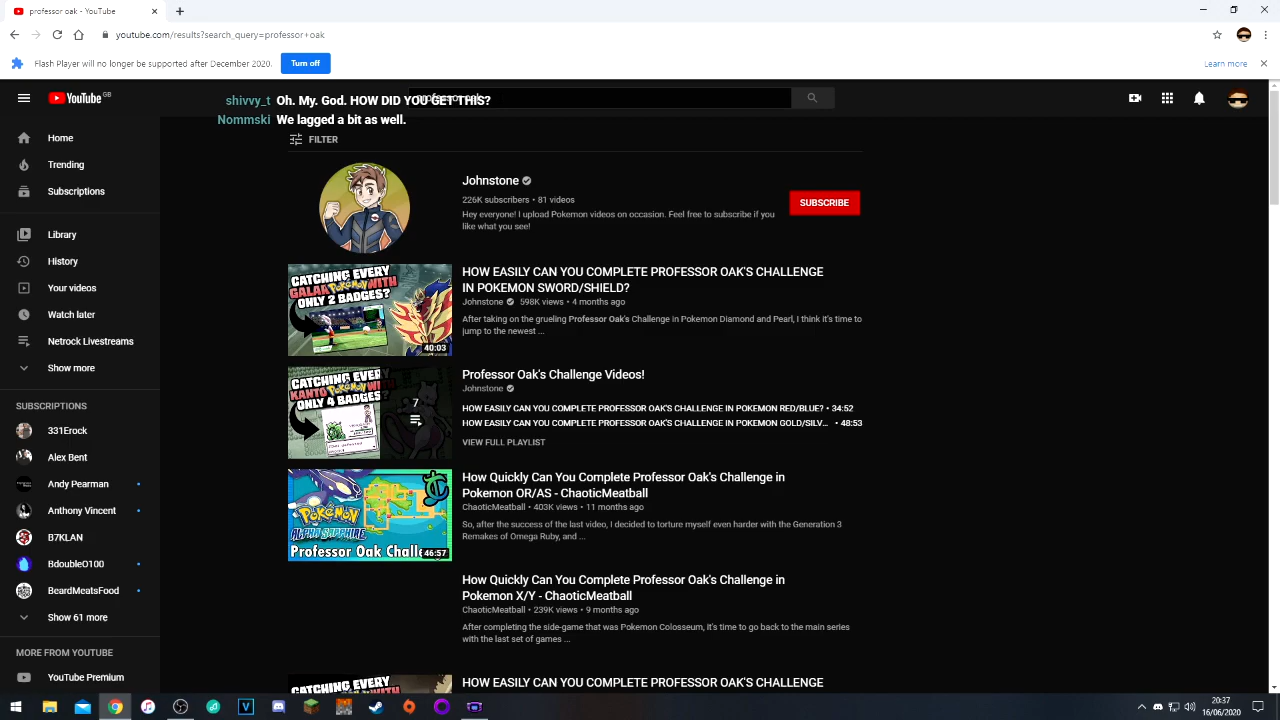 professor oak - YouTube
youtube.com/results?search_query=professor+oak
Flash Player will no longer be supported after December 2020.
Turn off
Learn more
YouTube GB
professor oak
shivvy_t Oh. My. God. HOW DID YOU GET THIS?
Nommski We lagged a bit as well.
Home
Trending
Subscriptions
Library
History
Your videos
Watch later
Netrock Livestreams
Show more
SUBSCRIPTIONS
331Erock
Alex Bent
Andy Pearman
Anthony Vincent
B7KLAN
BdoubleO100
BeardMeatsFood
Show 61 more
MORE FROM YOUTUBE
YouTube Premium
FILTER
Johnstone
226K subscribers • 81 videos
Hey everyone! I upload Pokemon videos on occasion. Feel free to subscribe if you
like what you see!
SUBSCRIBE
CATCHING EVERY
GALAR POKEMON WITH
ONLY 2 BADGES?
40:03
HOW EASILY CAN YOU COMPLETE PROFESSOR OAK'S CHALLENGE
IN POKEMON SWORD/SHIELD?
Johnstone 598K views • 4 months ago
After taking on the grueling Professor Oak's Challenge in Pokemon Diamond and Pearl, I think it's time to
jump to the newest ...
CATCHING EVERY
KANTO POKEMON WITH
ONLY 4 BADGES
7
Professor Oak's Challenge Videos!
Johnstone
HOW EASILY CAN YOU COMPLETE PROFESSOR OAK'S CHALLENGE IN POKEMON RED/BLUE? • 34:52
HOW EASILY CAN YOU COMPLETE PROFESSOR OAK'S CHALLENGE IN POKEMON GOLD/SILV... • 48:53
VIEW FULL PLAYLIST
POKéMON
ALPHA SAPPHIRE
Professor Oak Challe
46:57
How Quickly Can You Complete Professor Oak's Challenge in
Pokemon OR/AS - ChaoticMeatball
ChaoticMeatball • 403K views • 11 months ago
So, after the success of the last video, I decided to torture myself even harder with the Generation 3
Remakes of Omega Ruby, and ...
How Quickly Can You Complete Professor Oak's Challenge in
Pokemon X/Y - ChaoticMeatball
ChaoticMeatball • 239K views • 9 months ago
After completing the side-game that was Pokemon Colosseum, it's time to go back to the main series
with the last set of games ...
CATCHING EVERY
HOW EASILY CAN YOU COMPLETE PROFESSOR OAK'S CHALLENGE
20:37
16/06/2020